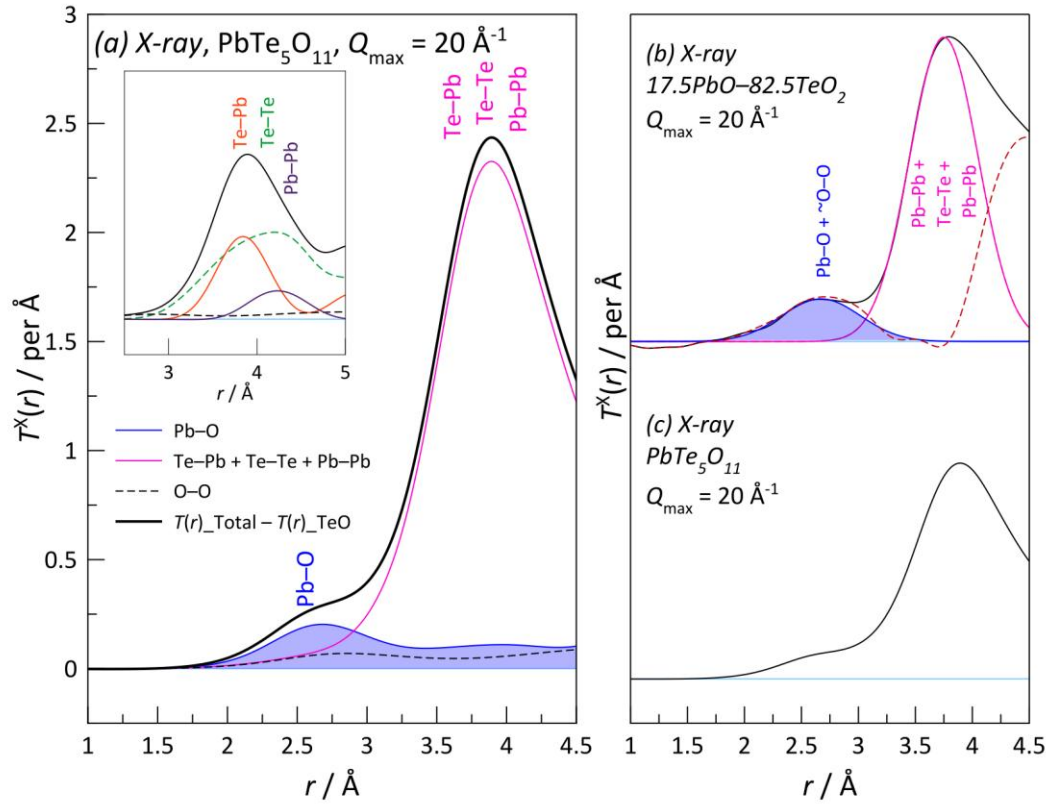 (a) X-ray, PbTe5O11, Qmax = 20 Å-1
Te–Pb
Te–Te
Pb–Pb
Te–Pb
Te–Te
Pb–Pb
3
4
5
r / Å
Pb–O
Te–Pb + Te–Te + Pb–Pb
O–O
T(r)_Total – T(r)_TeO
Pb–O
3
2.5
2
1.5
1
0.5
0
TX(r) / per Å
1
1.5
2
2.5
3
3.5
4
4.5
r / Å
(b) X-ray
17.5PbO–82.5TeO2
Qmax = 20 Å-1
Pb–O + ~O–O
Pb–Pb +
Te–Te +
Pb–Pb
TX(r) / per Å
(c) X-ray
PbTe5O11
Qmax = 20 Å-1
1
1.5
2
2.5
3
3.5
4
4.5
r / Å